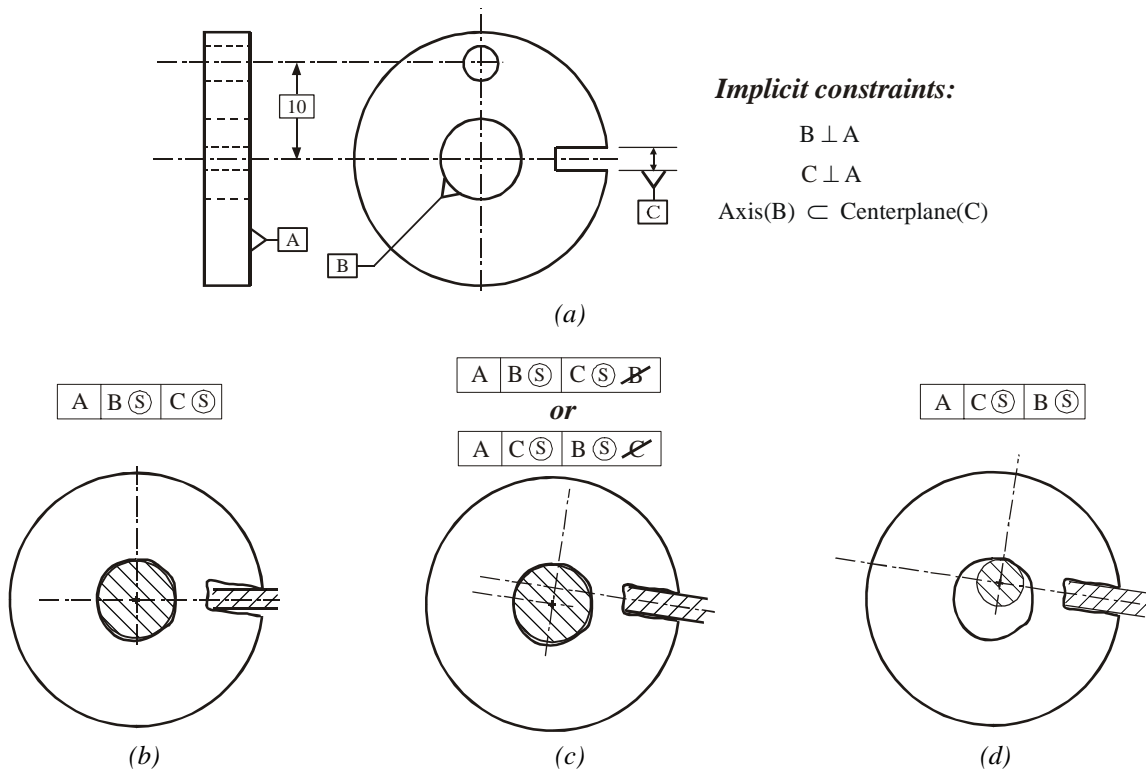 10
A
B
C
Implicit constraints:
B ⊥ A
C ⊥ A
Axis(B) ⊂ Centerplane(C)
(a)
A B Ⓢ C Ⓢ
A B Ⓢ C Ⓢ B̸
or
A C Ⓢ B Ⓢ C̸
A C Ⓢ B Ⓢ
(b)
(c)
(d)